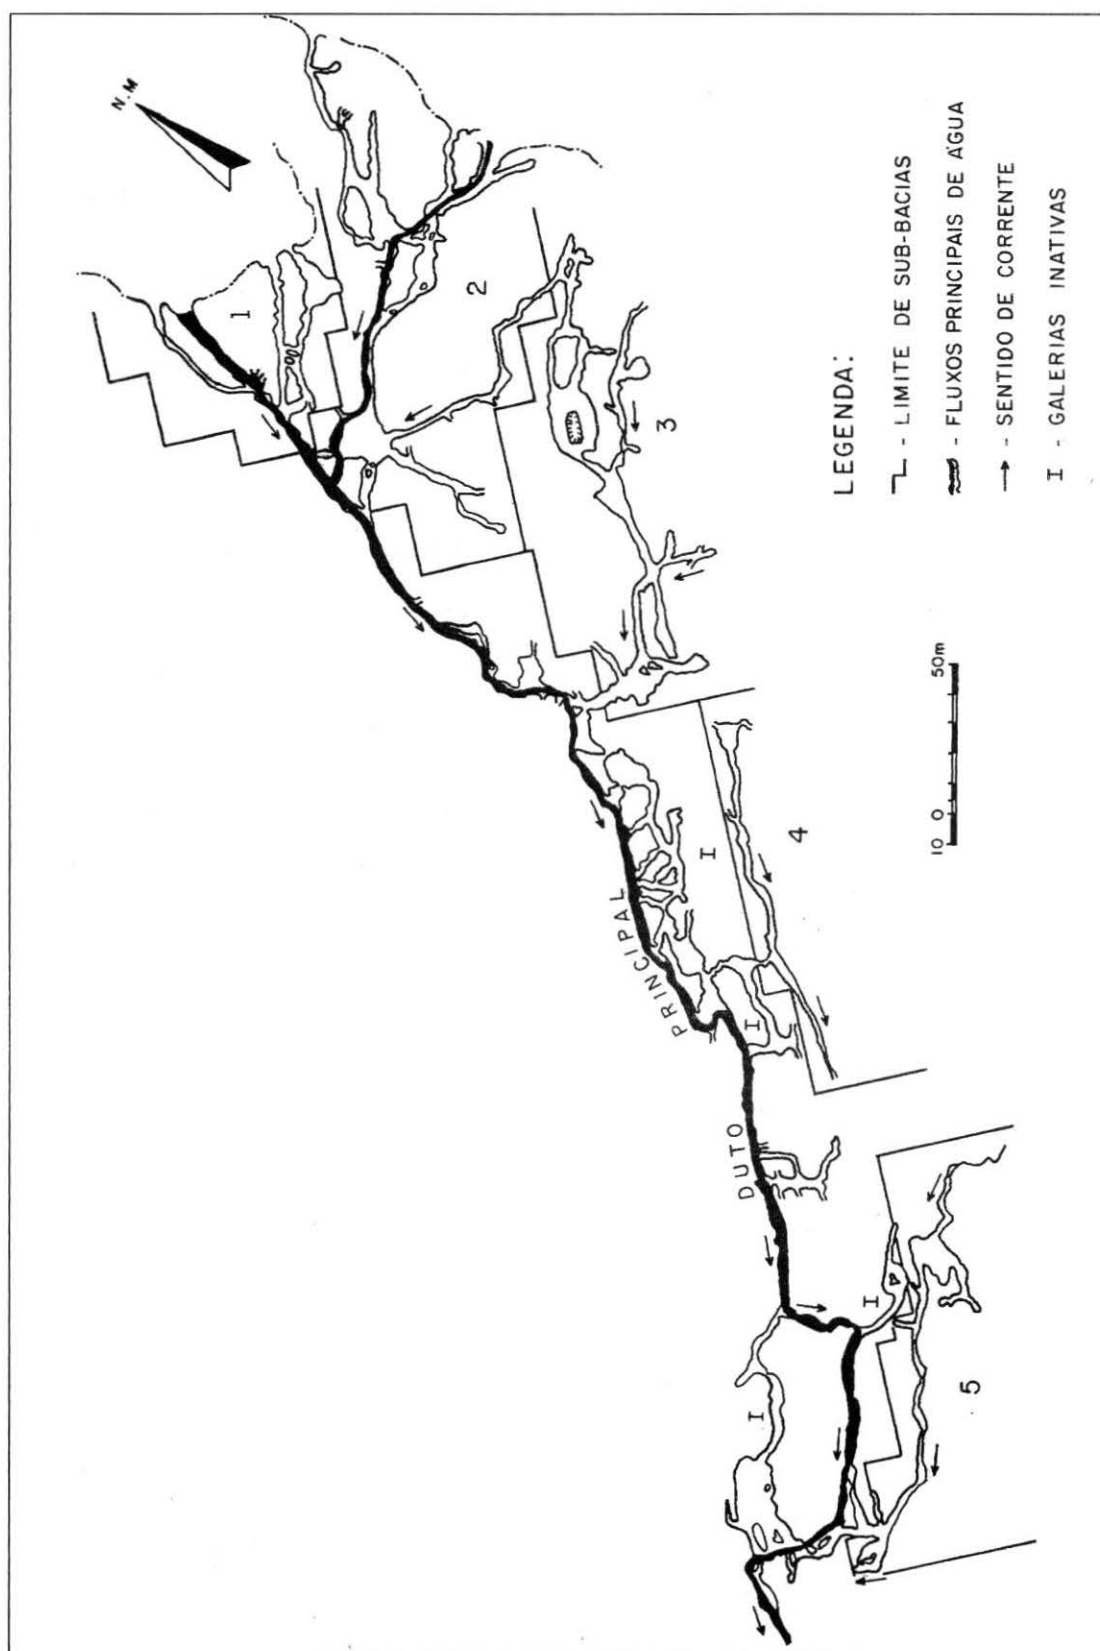 N.M
1
2
3
4
5
I
I
I
I
DUTO PRINCIPAL
10 0 50m
LEGENDA:
- LIMITE DE SUB-BACIAS
- FLUXOS PRINCIPAIS DE ÁGUA
- SENTIDO DE CORRENTE
I - GALERIAS INATIVAS